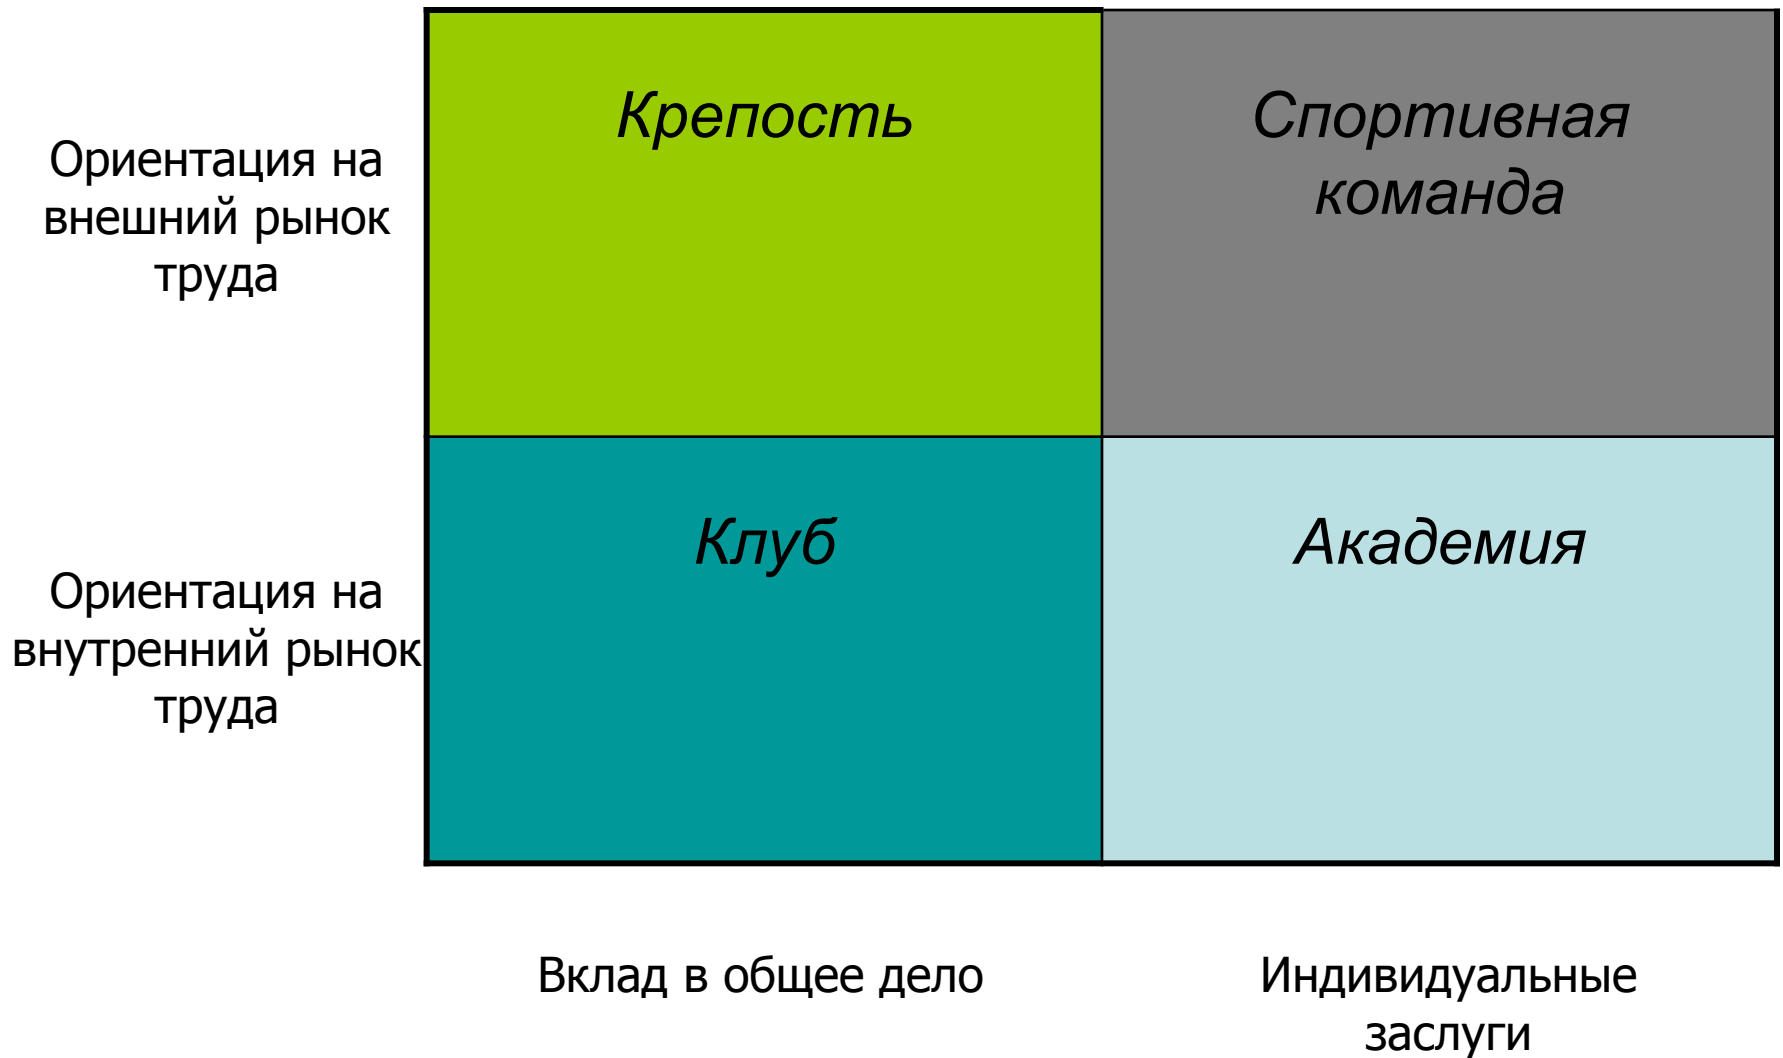 Ориентация на
внешний рынок
труда
Крепость
Спортивная
команда
Ориентация на
внутренний рынок
труда
Клуб
Академия
Вклад в общее дело
Индивидуальные
заслуги